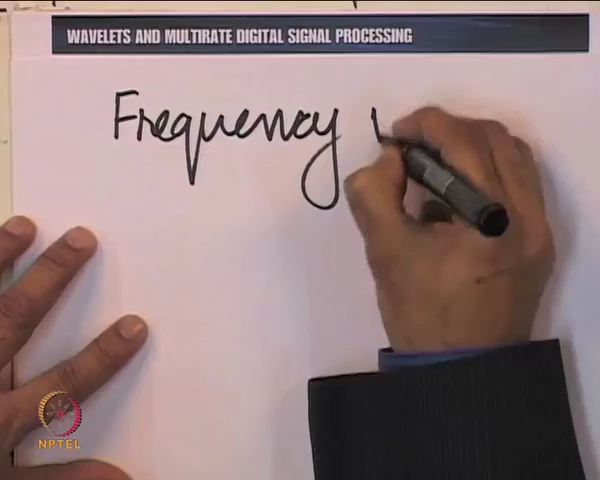 WAVELETS AND MULTIRATE DIGITAL SIGNAL PROCESSING
Frequency
NPTEL